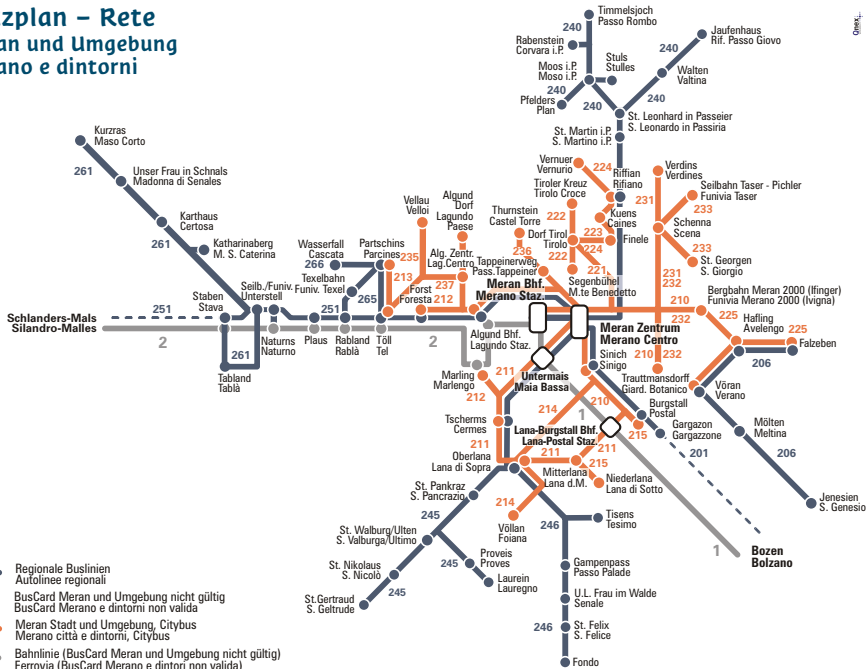 zplan – Rete
an und Umgebung
ano e dintorni
Qnex
Timmelsjoch
Passo Rombo
240
Rabenstein
Corvara i.P.
Stuls
Stulles
Moos i.P.
Moso i.P.
240
240
Pfelders
Plan
Jaufenhaus
Rif. Passo Giovo
240
Walten
Valtina
240
St. Leonhard in Passeier
S. Leonardo in Passiria
St. Martin i.P.
S. Martino i.P.
Kurzras
Maso Corto
261
Unser Frau in Schnals
Madonna di Senales
Karthaus
Certosa
261
Katharinaberg
M. S. Caterina
Vernuer
Vernurio
224
Riffian
Rifiano
Verdins
Verdines
231
Seilbahn Taser - Pichler
Funivia Taser
233
Tiroler Kreuz
Tirolo Croce
222
Kuens
Caines
Schenna
Scena
233
St. Georgen
S. Giorgio
Vellau
Velloi
Algund
Dorf
Lagundo
Paese
Thurnstein
Castel Torre
Dorf Tirol
Tirolo
223
224
Finele
222
236
221
231
232
Wasserfall
Cascata
266
Partschins
Parcines
235
Alg. Zentr.
Lag.Centro
Tappeinerweg
Pass.Tappeiner
Segenbühel
M.te Benedetto
Texelbahn
Funiv. Texel
265
213
237
Forst
Foresta
212
Meran Bhf.
Merano Staz.
Bergbahn Meran 2000 (Ifinger)
Funivia Merano 2000 (Ivigna)
210
232
Seilb./Funiv.
Unterstell
Staben
Stava
251
251
Schlanders-Mals
Silandro-Malles
2
2
Naturns
Naturno
Plaus
Rabland
Rablà
Töll
Tel
Algund Bhf.
Lagundo Staz.
Meran Zentrum
Merano Centro
Hafling
Avelengo
225
225
Falzeben
261
Tabland
Tablà
Marling
Marlengo
211
212
Untermais
Maia Bassa
Sinich
Sinigo
210
232
Trauttmansdorff
Giard. Botanico
206
Vöran
Verano
214
1
210
Burgstall
Postal
215
Gargazon
Gargazzone
Mölten
Meltina
Tscherms
Cermes
Lana-Burgstall Bhf.
Lana-Postal Staz.
211
211
211
201
206
Oberlana
Lana di Sopra
Mitterlana
Lana d.M.
215
Niederlana
Lana di Sotto
St. Pankraz
S. Pancrazio
214
Völlan
Foiana
246
Tisens
Tesimo
Jenesien
S. Genesio
245
St. Walburg/Ulten
S. Valburga/Ultimo
1
Bozen
Bolzano
Proveis
Proves
245
St. Nikolaus
S. Nicolò
245
Laurein
Lauregno
Gampenpass
Passo Palade
St.Gertraud
S. Geltrude
U.L. Frau im Walde
Senale
246
St. Felix
S. Felice
Fondo
Regionale Buslinien
Autolinee regionali
BusCard Meran und Umgebung nicht gültig
BusCard Merano e dintorni non valida
Meran Stadt und Umgebung, Citybus
Merano città e dintorni, Citybus
Bahnlinie (BusCard Meran und Umgebung nicht gültig)
Ferrovia (BusCard Merano e dintori non valida)